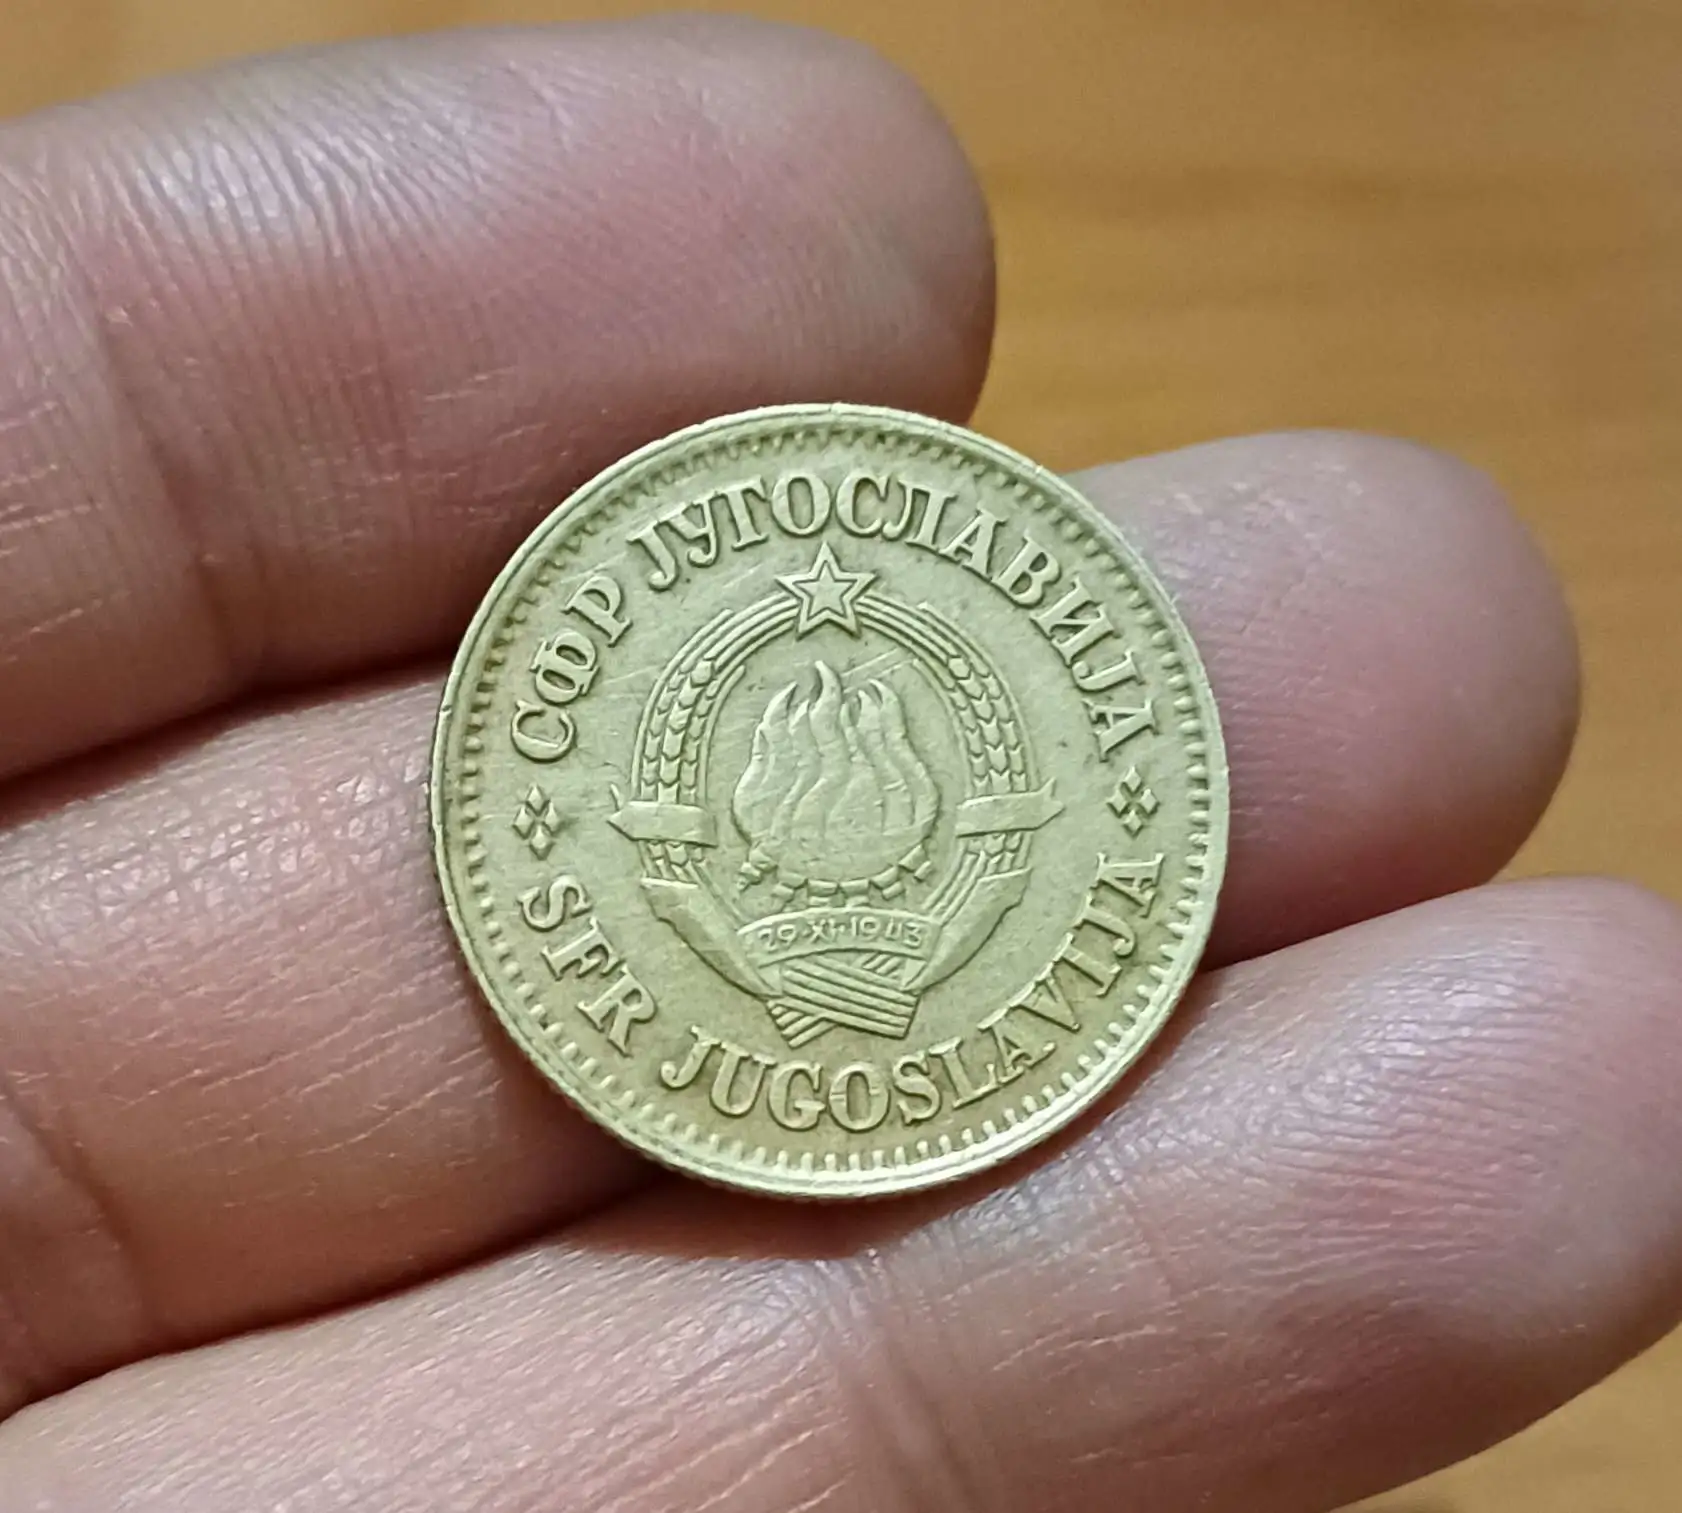 СФР ЈУГОСЛАВИЈА
29·XI·1943
SFR JUGOSLAVIJA